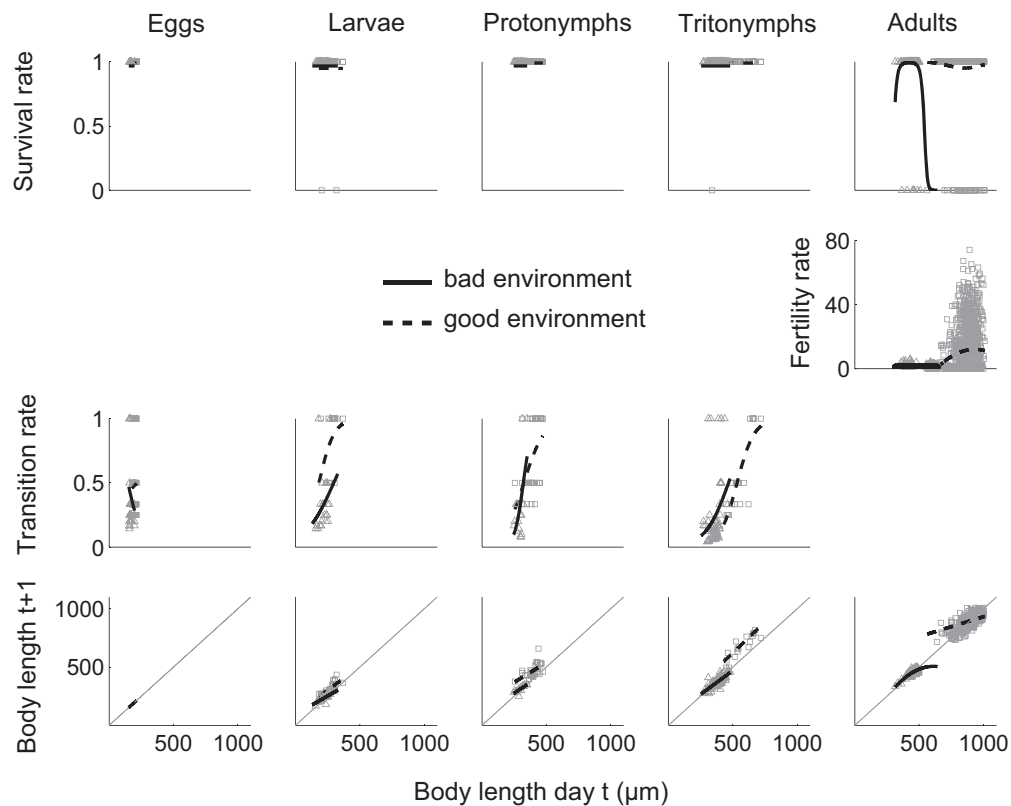 Eggs Larvae Protonymphs Tritonymphs Adults
Survival rate
1
0.5
0
bad environment
good environment
Fertility rate
80
40
0
Transition rate
1
0.5
0
Body length t+1
1000
500
500 1000 500 1000 500 1000 500 1000 500 1000
Body length day t (µm)